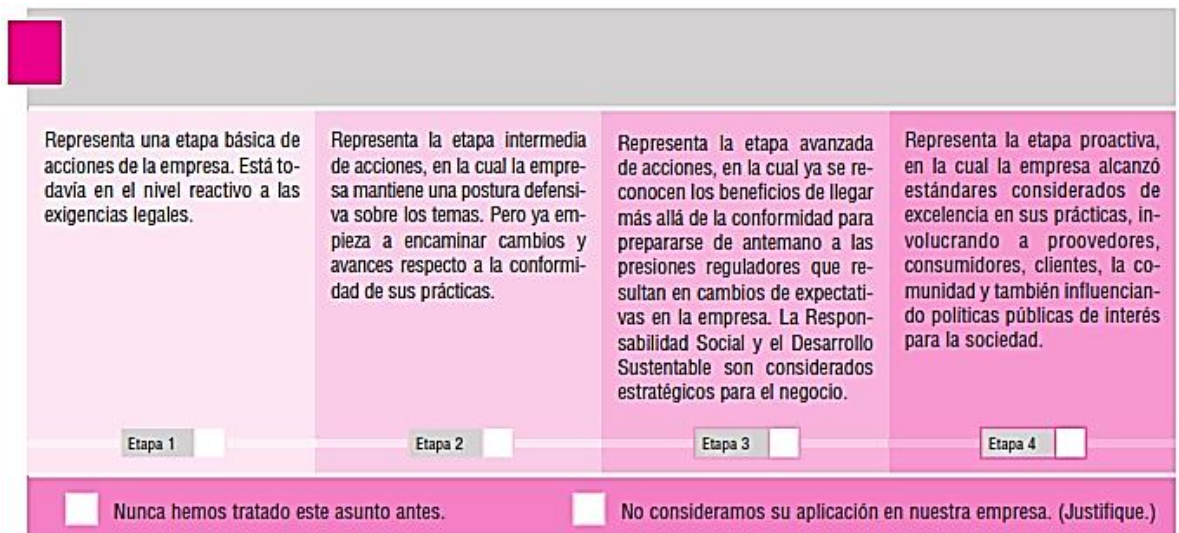 Representa una etapa básica de
acciones de la empresa. Está to-
davía en el nivel reactivo a las
exigencias legales.
Etapa 1
Representa la etapa intermedia
de acciones, en la cual la empre-
sa mantiene una postura defensi-
va sobre los temas. Pero ya em-
pieza a encaminar cambios y
avances respecto a la conformi-
dad de sus prácticas.
Etapa 2
Representa la etapa avanzada
de acciones, en la cual ya se re-
conocen los beneficios de llegar
más allá de la conformidad para
prepararse de antemano a las
presiones reguladores que re-
sultan en cambios de expectati-
vas en la empresa. La Respon-
sabilidad Social y el Desarrollo
Sustentable son considerados
estratégicos para el negocio.
Etapa 3
Representa la etapa proactiva,
en la cual la empresa alcanzó
estándares considerados de
excelencia en sus prácticas, in-
volucrando a proovedores,
consumidores, clientes, la co-
munidad y también influencian-
do políticas públicas de interés
para la sociedad.
Etapa 4
Nunca hemos tratado este asunto antes.
No consideramos su aplicación en nuestra empresa. (Justifique.)